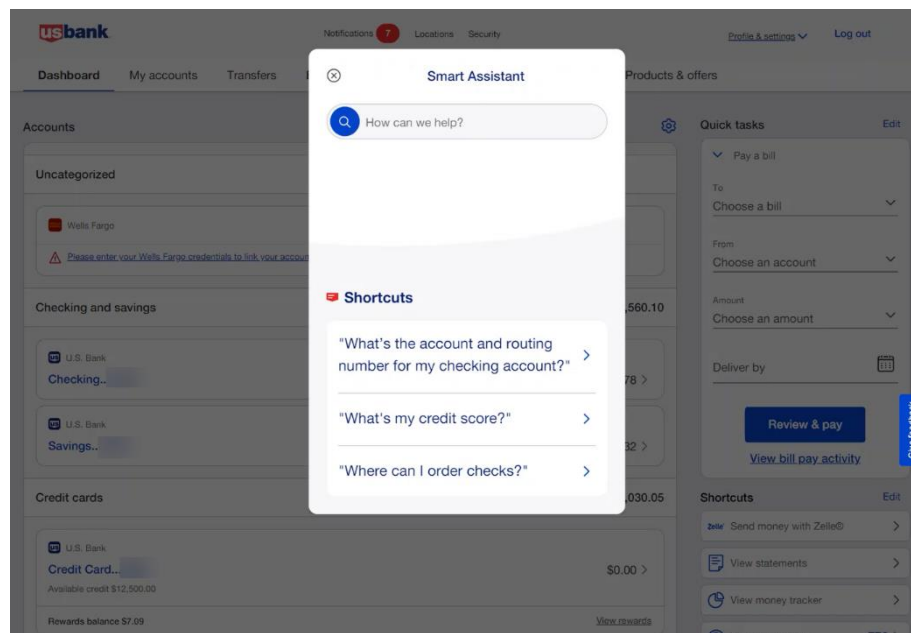 usbank
Notifications 7 Locations Security
Profile & settings Log out
Dashboard My accounts Transfers
Products & offers
Smart Assistant
How can we help?
Shortcuts
"What's the account and routing
number for my checking account?"
"What's my credit score?"
"Where can I order checks?"
Accounts
Uncategorized
Wells Fargo
Please enter your Wells Fargo credentials to link your accoun
Checking and savings ,560.10
U.S. Bank
Checking.. 78
U.S. Bank
Savings.. 32
Credit cards ,030.05
U.S. Bank
Credit Card... $0.00
Available credit $12,500.00
Rewards balance $7.09 View rewards
Quick tasks Edit
Pay a bill
To
Choose a bill
From
Choose an account
Amount
Choose an amount
Deliver by
Review & pay
View bill pay activity
Shortcuts Edit
Zelle Send money with Zelle®
View statements
View money tracker